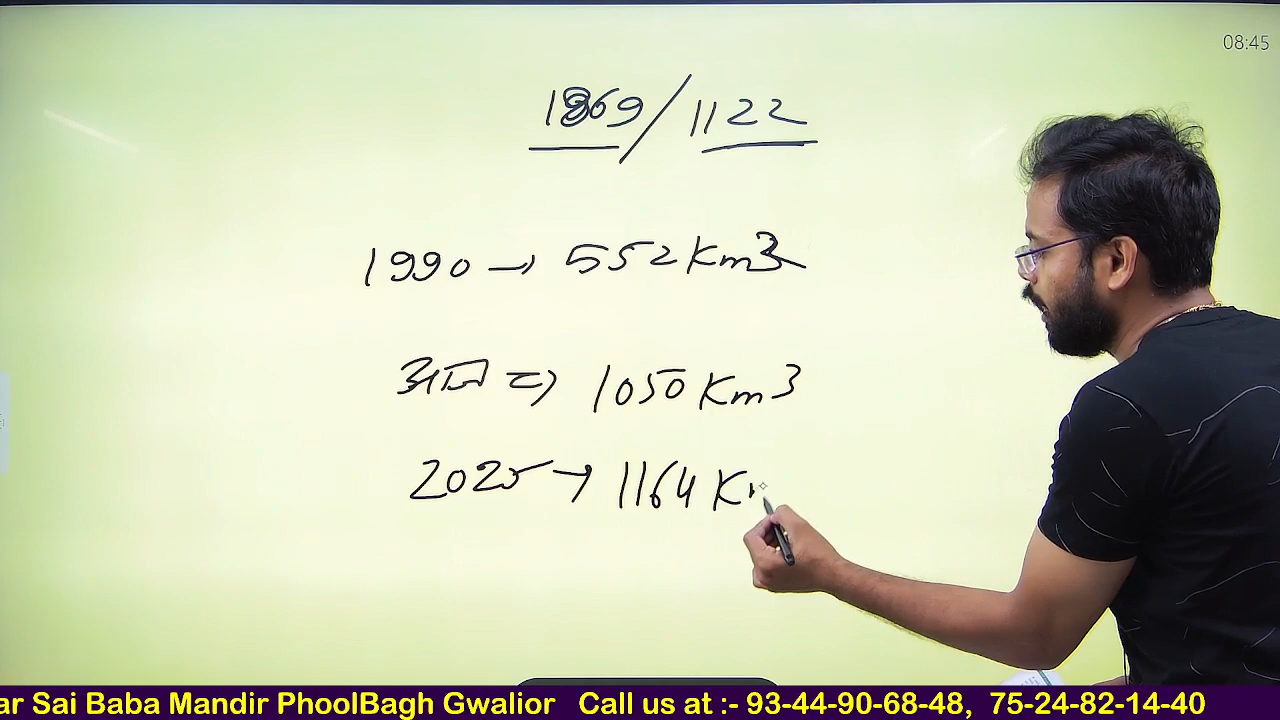 08:45
1869/1122
1990 → 552 Km3
⇒ 1050 Km3
2025 → 1164 K
ar Sai Baba Mandir PhoolBagh Gwalior Call us at :- 93-44-90-68-48, 75-24-82-14-40